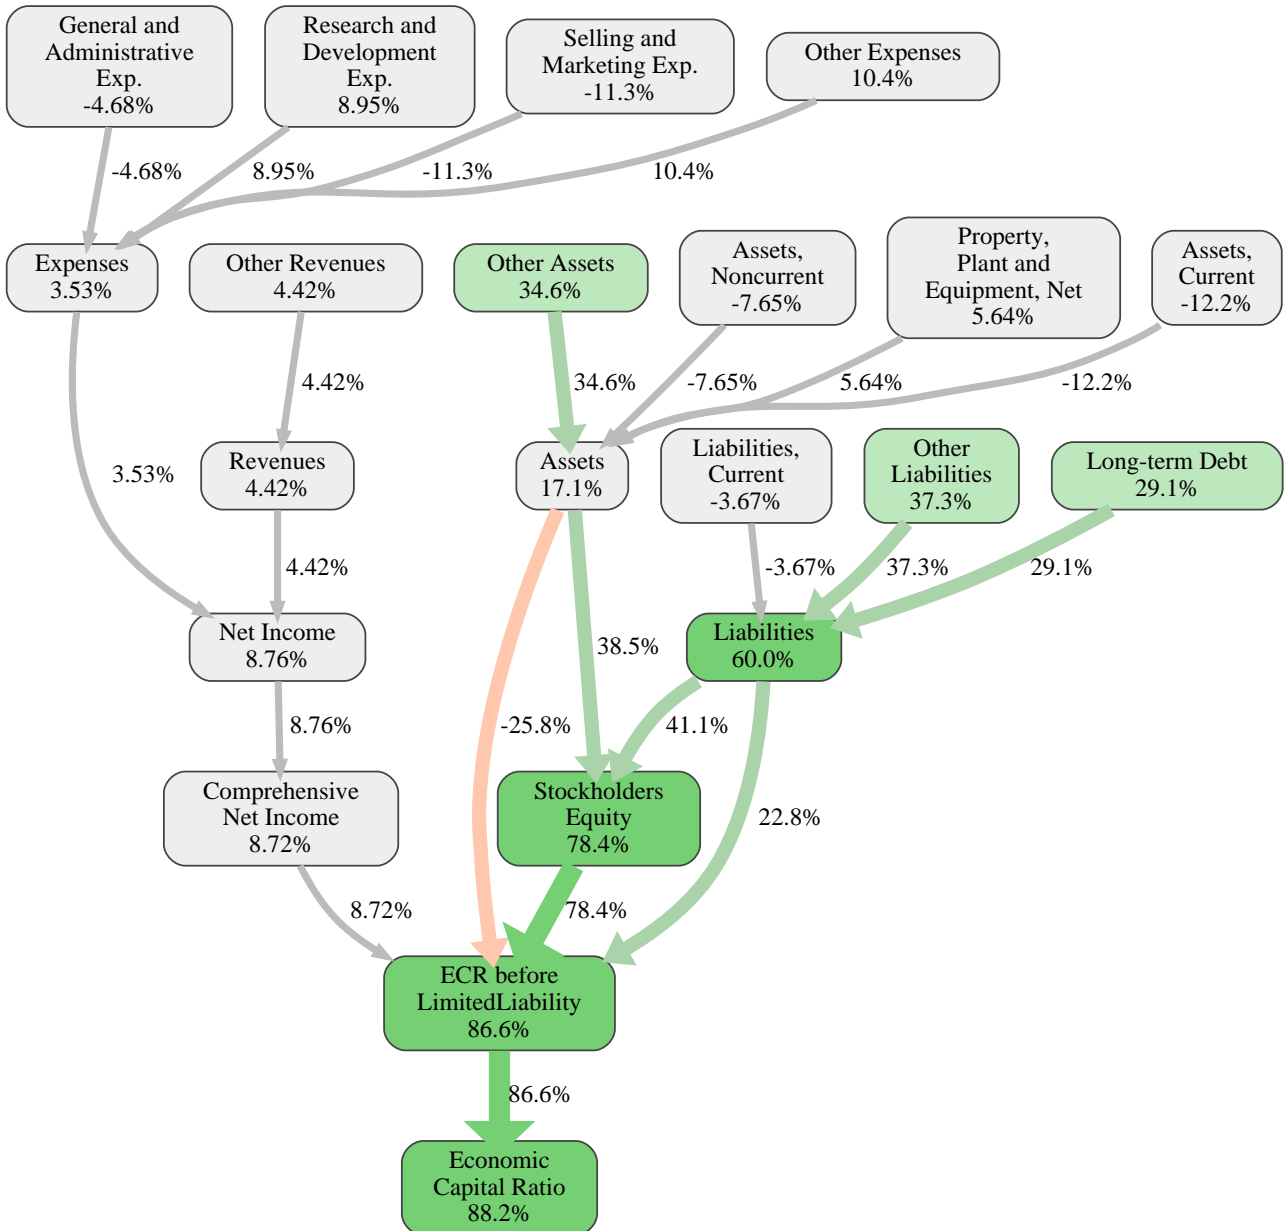 General and
Administrative
Exp.
-4.68%
Research and
Development
Exp.
8.95%
Selling and
Marketing Exp.
-11.3%
Other Expenses
10.4%
-4.68%
8.95%
-11.3%
10.4%
Expenses
3.53%
Other Revenues
4.42%
Other Assets
34.6%
Assets,
Noncurrent
-7.65%
Property,
Plant and
Equipment, Net
5.64%
Assets,
Current
-12.2%
4.42%
34.6%
-7.65%
5.64%
-12.2%
3.53%
Revenues
4.42%
Assets
17.1%
Liabilities,
Current
-3.67%
Other
Liabilities
37.3%
Long-term Debt
29.1%
4.42%
-3.67%
37.3%
29.1%
Net Income
8.76%
38.5%
Liabilities
60.0%
8.76%
-25.8%
41.1%
Comprehensive
Net Income
8.72%
Stockholders
Equity
78.4%
22.8%
8.72%
78.4%
ECR before
LimitedLiability
86.6%
86.6%
Economic
Capital Ratio
88.2%